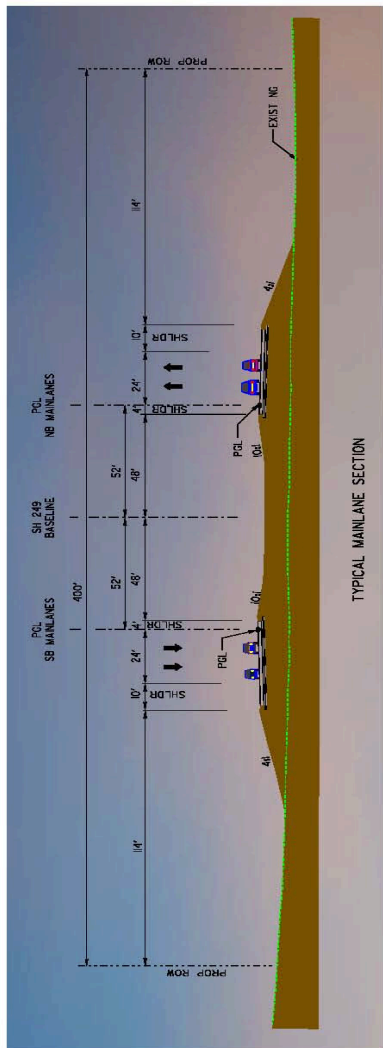 PGL
SB MAINLANES
SH 249
BASELINE
PGL
NB MAINLANES
400'
52'
52'
PROP ROW
114'
10'
24'
4'
48'
48'
4'
24'
10'
114'
PROP ROW
SHLDR
SHLDR
SHLDR
SHLDR
PGL
PGL
4:1
10:1
10:1
4:1
EXIST NG
TYPICAL MAINLANE SECTION